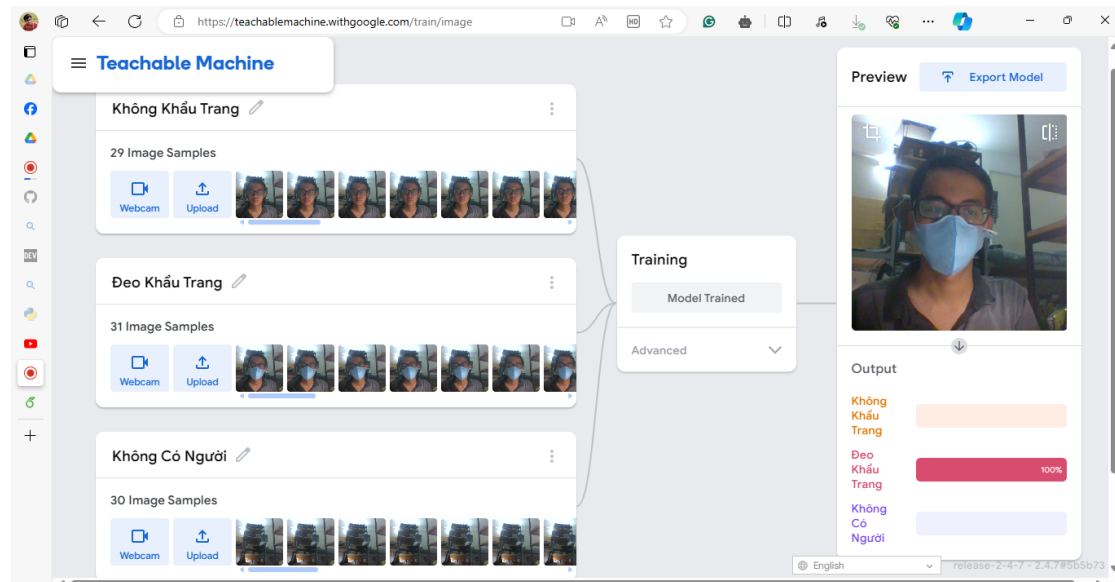 https://teachablemachine.withgoogle.com/train/image
HD
DEV
Teachable Machine
Không Khẩu Trang
29 Image Samples
Webcam
Upload
Đeo Khẩu Trang
31 Image Samples
Webcam
Upload
Không Có Người
30 Image Samples
Webcam
Upload
Training
Model Trained
Advanced
Preview
Export Model
Output
Không
Khẩu
Trang
Đeo
Khẩu
Trang
100%
Không
Có
Người
English
release-2-4-7 - 2.4.7#5b5b73